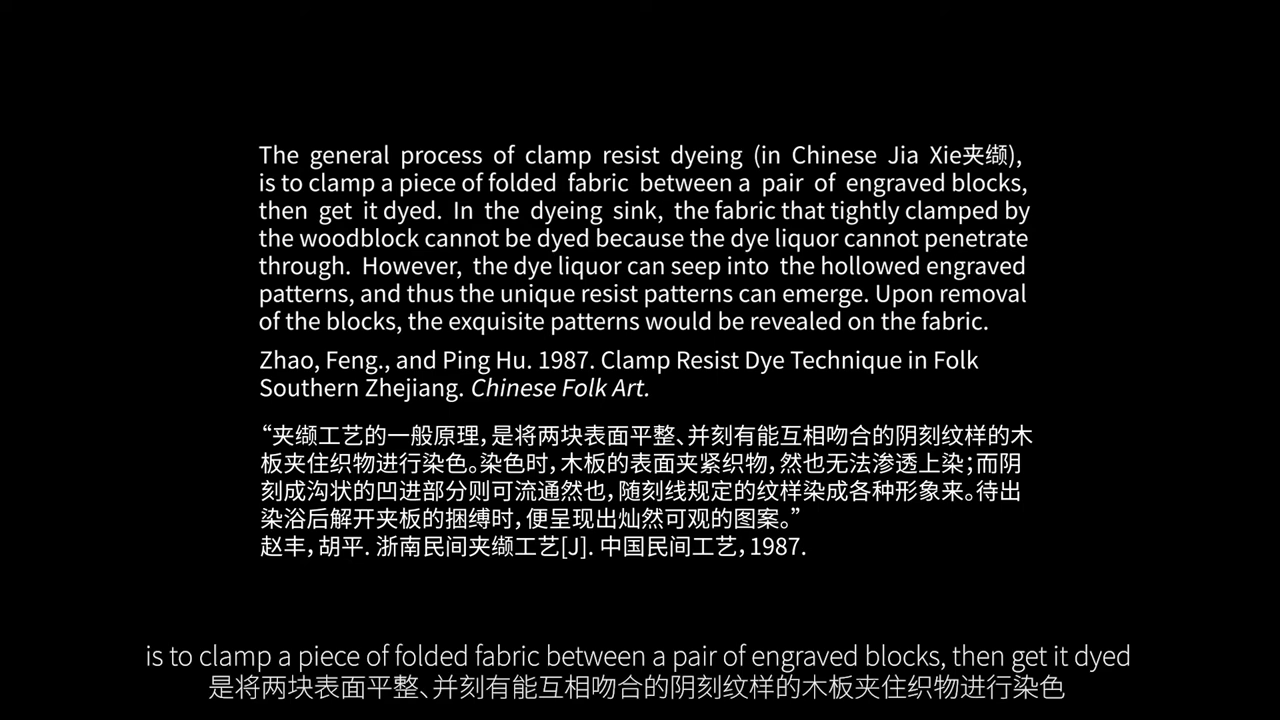 The general process of clamp resist dyeing (in Chinese Jia Xie夹缬),
is to clamp a piece of folded fabric between a pair of engraved blocks,
then get it dyed. In the dyeing sink, the fabric that tightly clamped by
the woodblock cannot be dyed because the dye liquor cannot penetrate
through. However, the dye liquor can seep into the hollowed engraved
patterns, and thus the unique resist patterns can emerge. Upon removal
of the blocks, the exquisite patterns would be revealed on the fabric.
Zhao, Feng., and Ping Hu. 1987. Clamp Resist Dye Technique in Folk
Southern Zhejiang. Chinese Folk Art.
“夹缬工艺的一般原理，是将两块表面平整、并刻有能互相吻合的阴刻纹样的木
板夹住织物进行染色。染色时，木板的表面夹紧织物，然也无法渗透上染；而阴
刻成沟状的凹进部分则可流通然也，随刻线规定的纹样染成各种形象来。待出
染浴后解开夹板的捆缚时，便呈现出灿然可观的图案。”
赵丰，胡平. 浙南民间夹缬工艺[J]. 中国民间工艺，1987.
is to clamp a piece of folded fabric between a pair of engraved blocks, then get it dyed
是将两块表面平整、并刻有能互相吻合的阴刻纹样的木板夹住织物进行染色